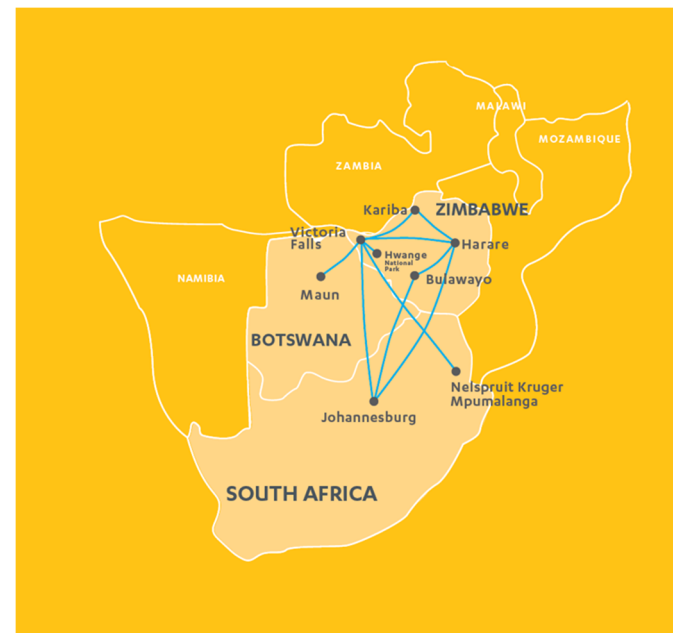 MALAWI
MOZAMBIQUE
ZAMBIA
Kariba
ZIMBABWE
Victoria
Falls
Harare
Hwange
National
Park
NAMIBIA
Bulawayo
Maun
BOTSWANA
Nelspruit Kruger
Mpumalanga
Johannesburg
SOUTH AFRICA